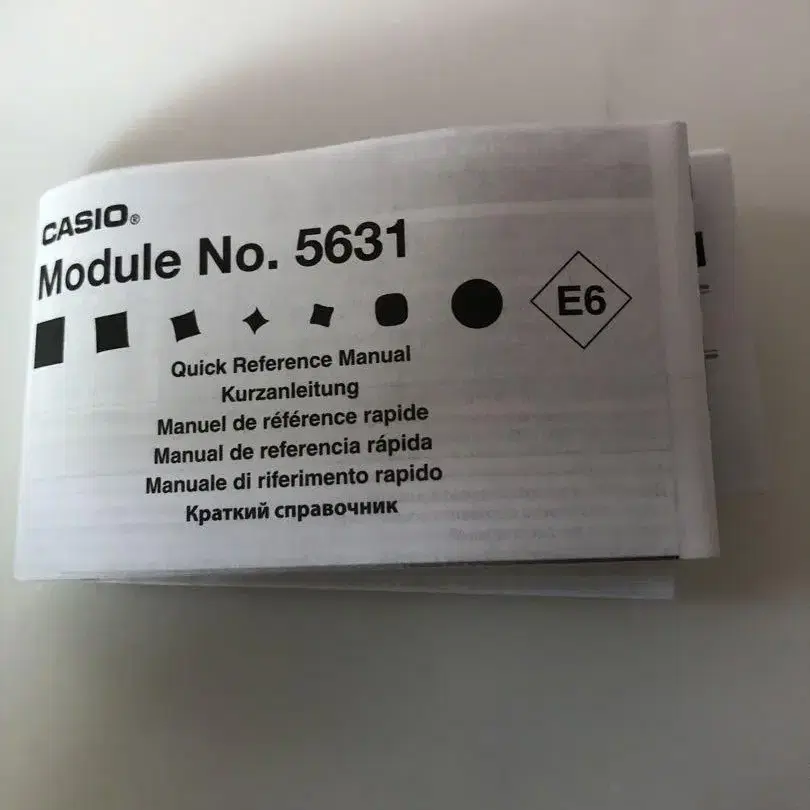 CASIO®
Module No. 5631
E6
Quick Reference Manual
Kurzanleitung
Manuel de référence rapide
Manual de referencia rápida
Manuale di riferimento rapido
Краткий справочник